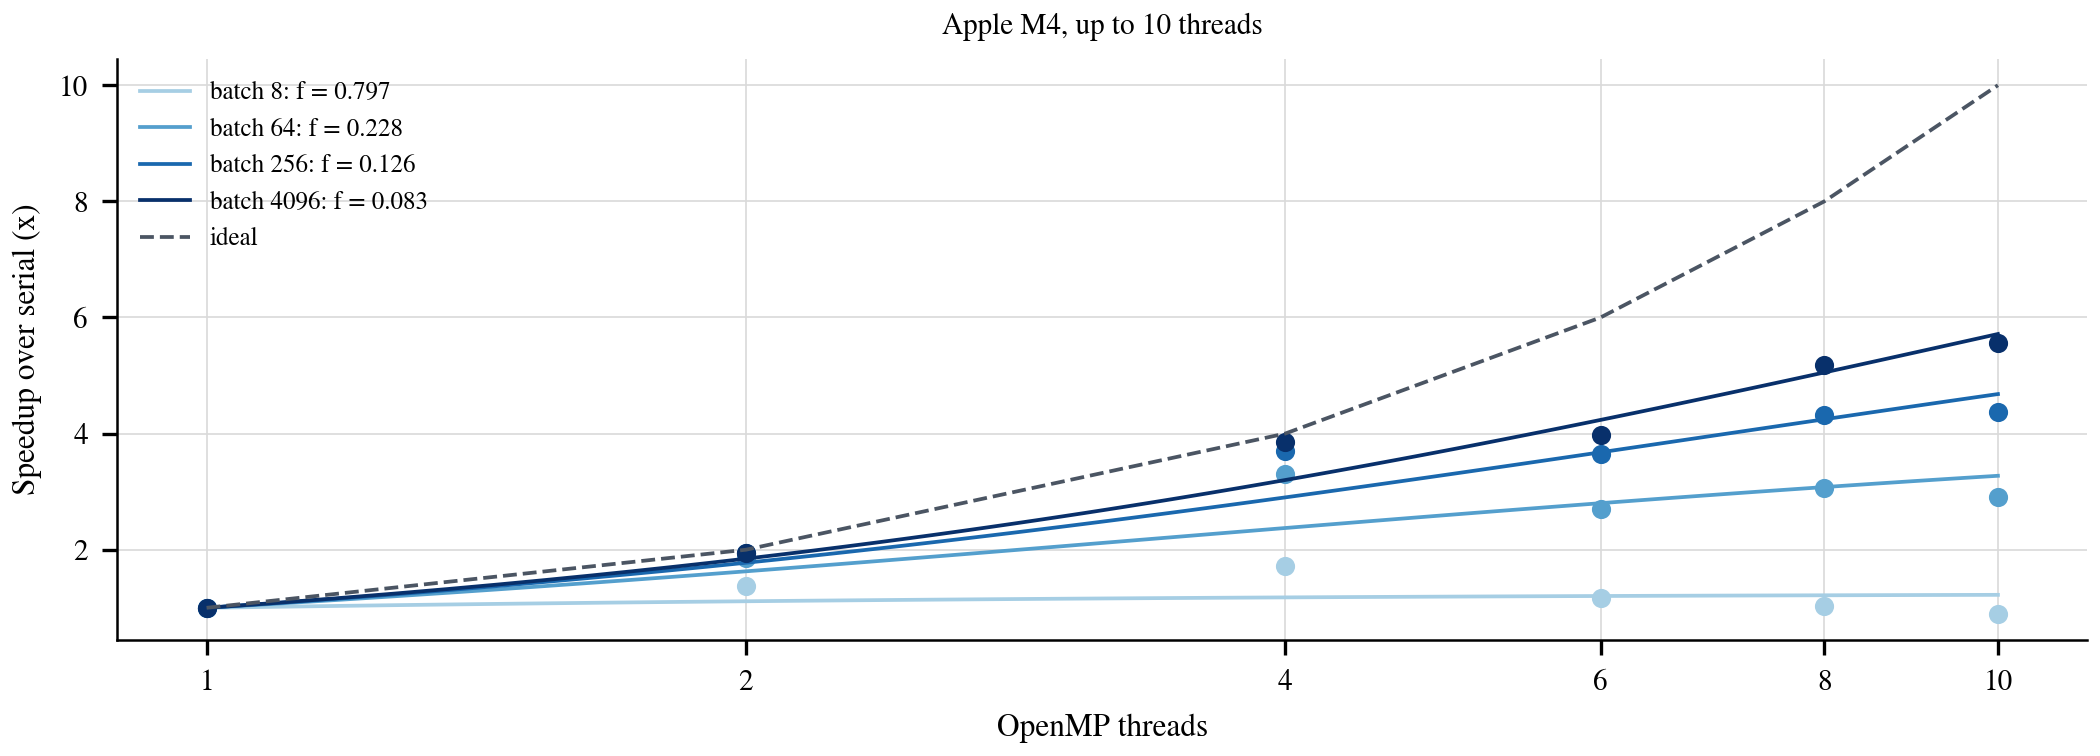 Apple M4, up to 10 threads
10
8
6
4
2
Speedup over serial (x)
batch 8: f = 0.797
batch 64: f = 0.228
batch 256: f = 0.126
batch 4096: f = 0.083
ideal
1 2 4 6 8 10
OpenMP threads